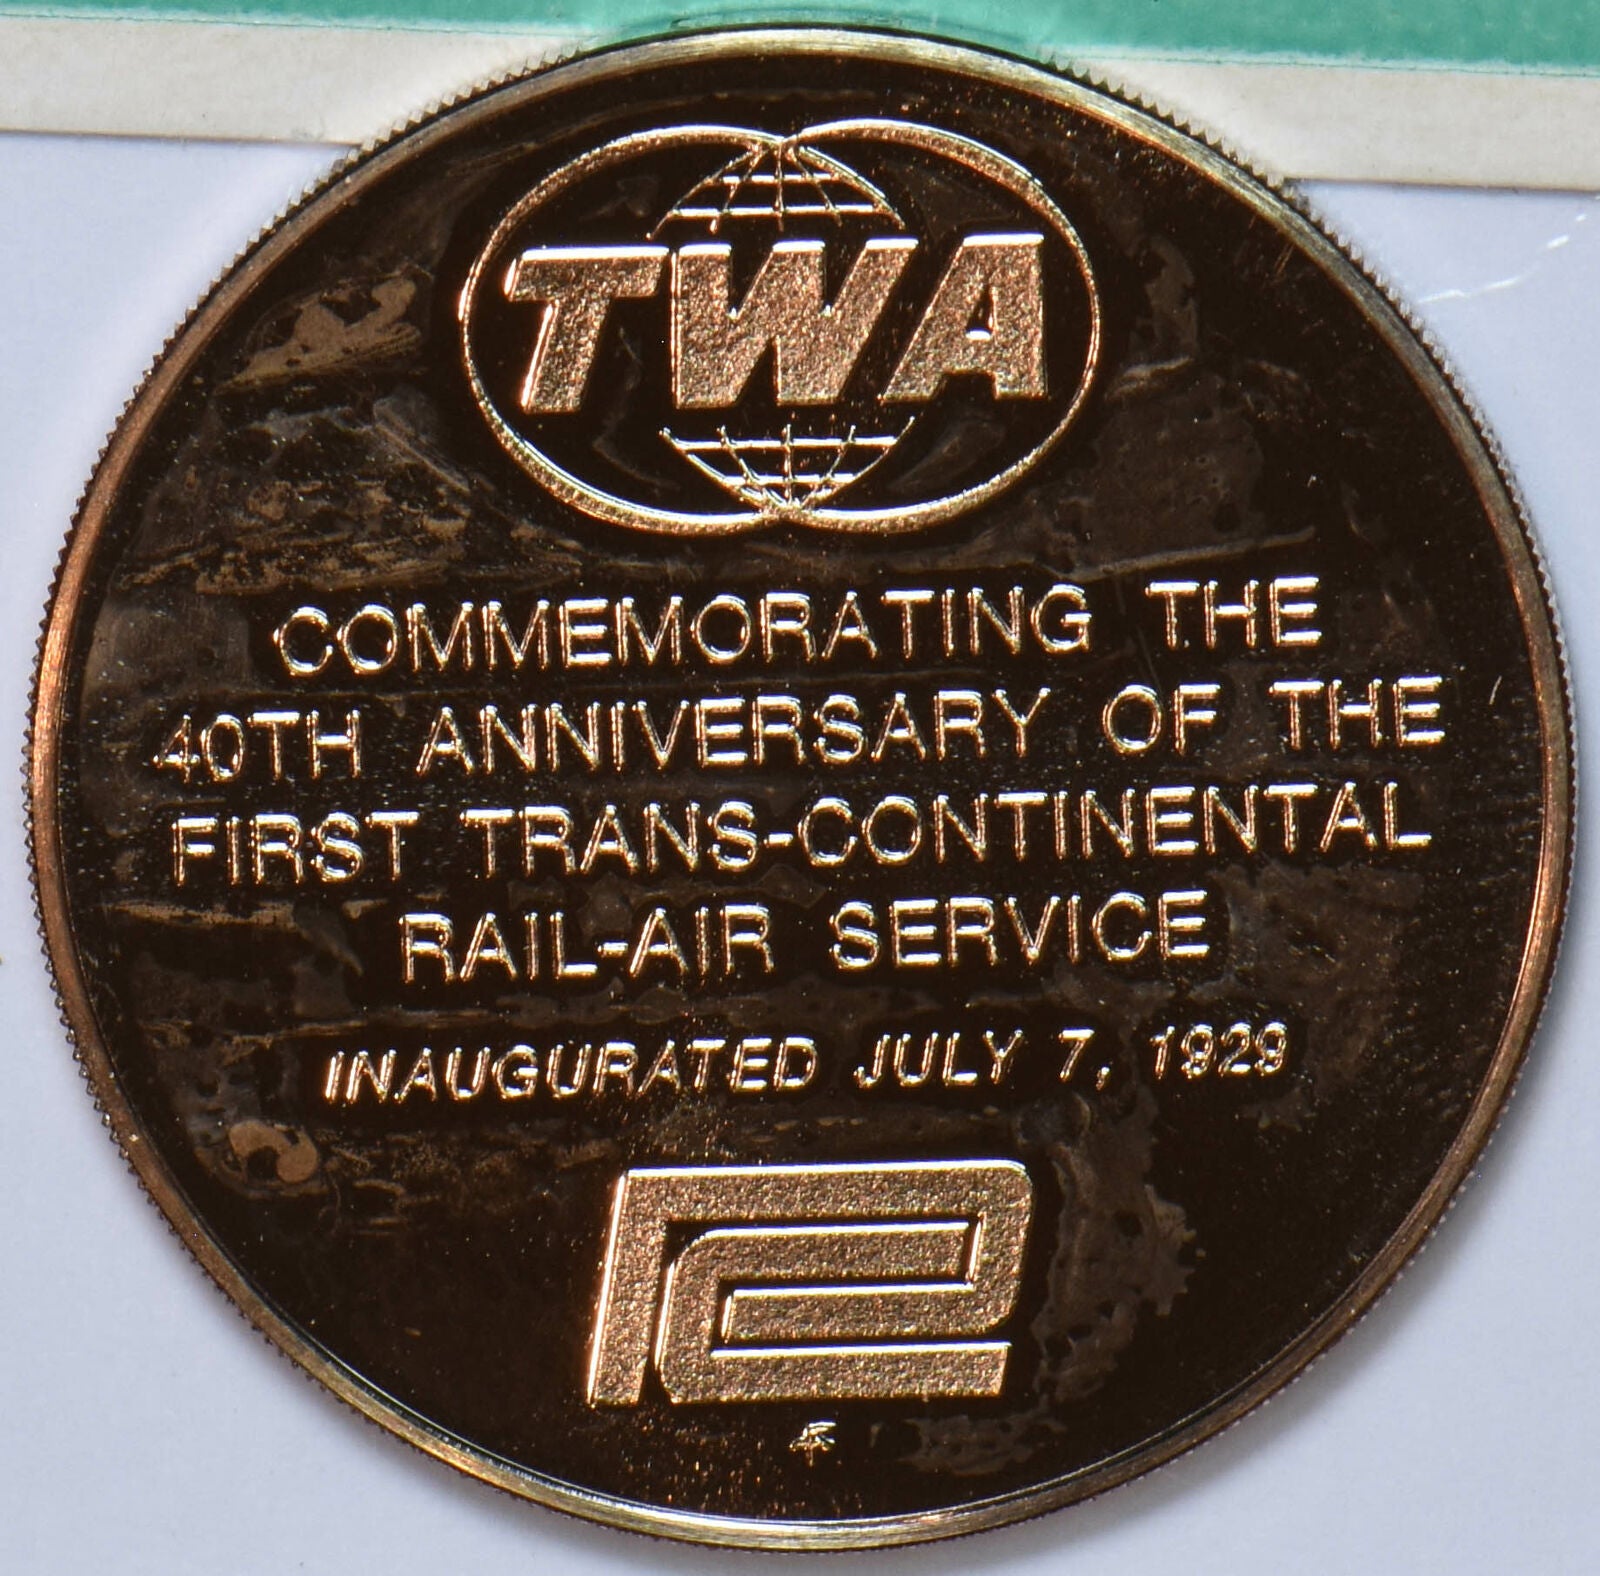 TWA
COMMEMORATING THE
40TH ANNIVERSARY OF THE
FIRST TRANS-CONTINENTAL
RAIL-AIR SERVICE
INAUGURATED JULY 7, 1929